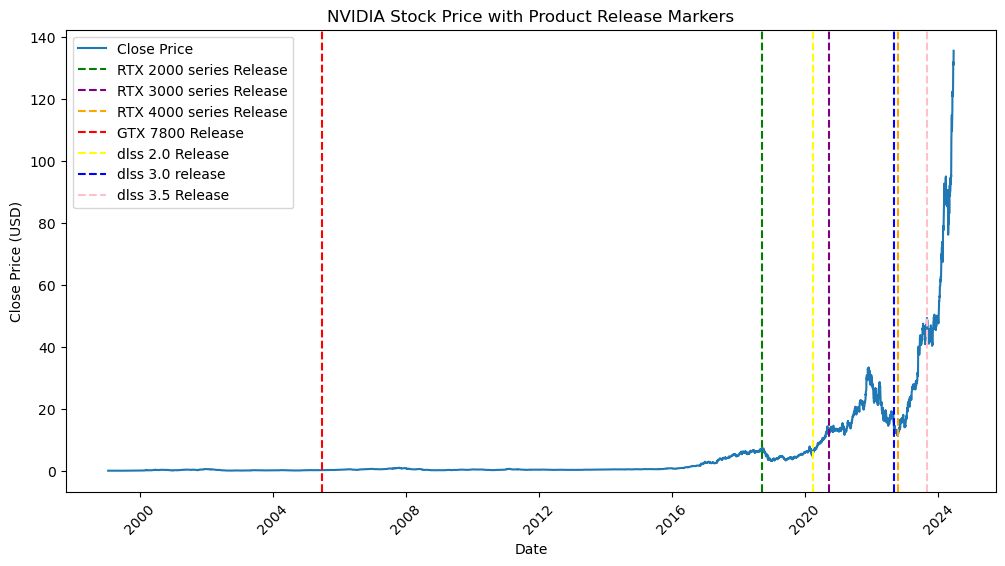 NVIDIA Stock Price with Product Release Markers
Close Price
RTX 2000 series Release
RTX 3000 series Release
RTX 4000 series Release
GTX 7800 Release
dlss 2.0 Release
dlss 3.0 release
dlss 3.5 Release
Close Price (USD)
140
120
100
80
60
40
20
0
2000
2004
2008
2012
2016
2020
2024
Date